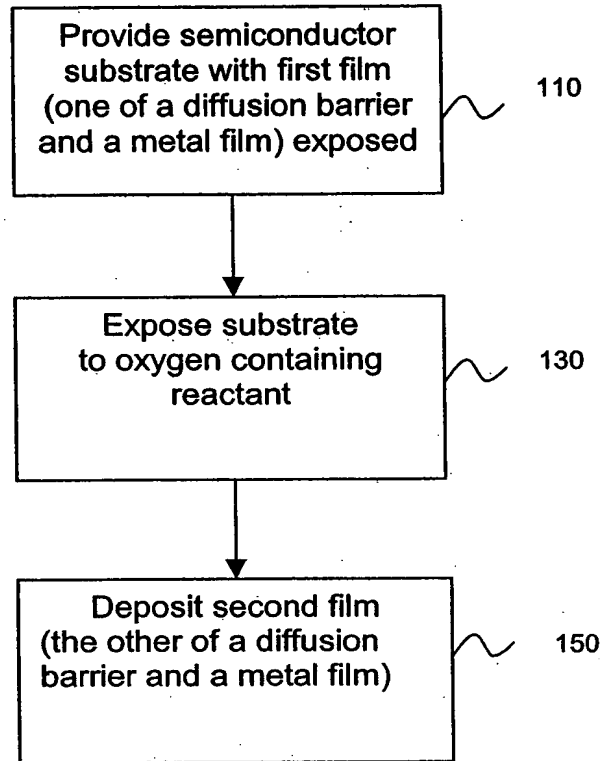 Provide semiconductor
substrate with first film
(one of a diffusion barrier
and a metal film) exposed
110
Expose substrate
to oxygen containing
reactant
130
Deposit second film
(the other of a diffusion
barrier and a metal film)
150